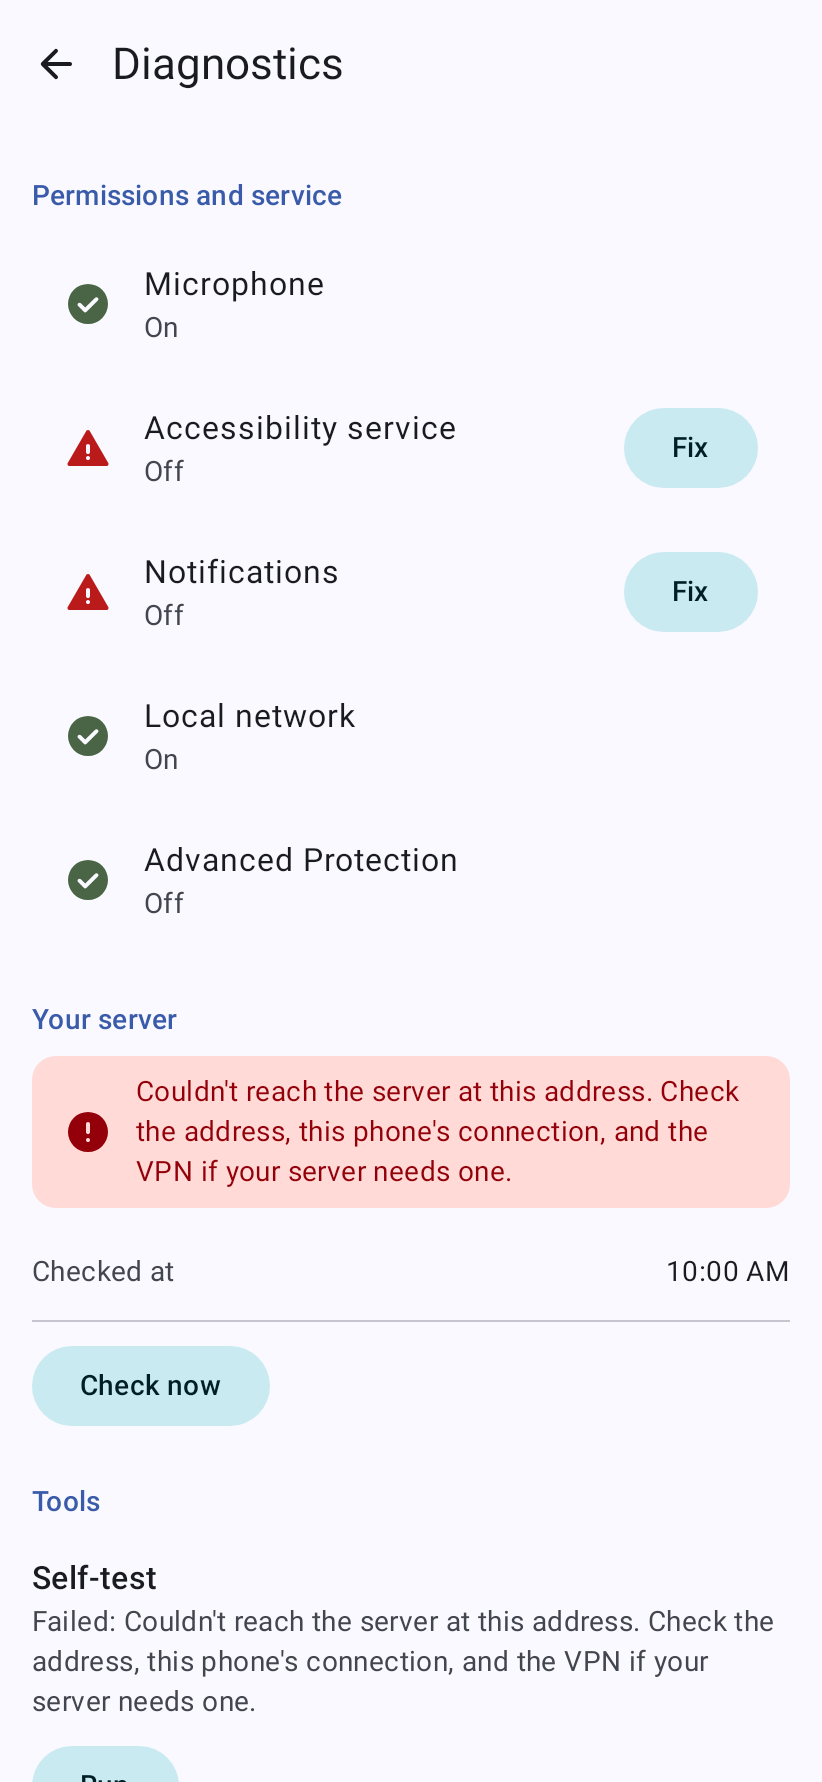 Diagnostics
Permissions and service
Microphone
On
Accessibility service
Off
Fix
Notifications
Off
Fix
Local network
On
Advanced Protection
Off
Your server
Couldn't reach the server at this address. Check
the address, this phone's connection, and the
VPN if your server needs one.
Checked at
10:00 AM
Check now
Tools
Self-test
Failed: Couldn't reach the server at this address. Check the
address, this phone's connection, and the VPN if your
server needs one.
Run